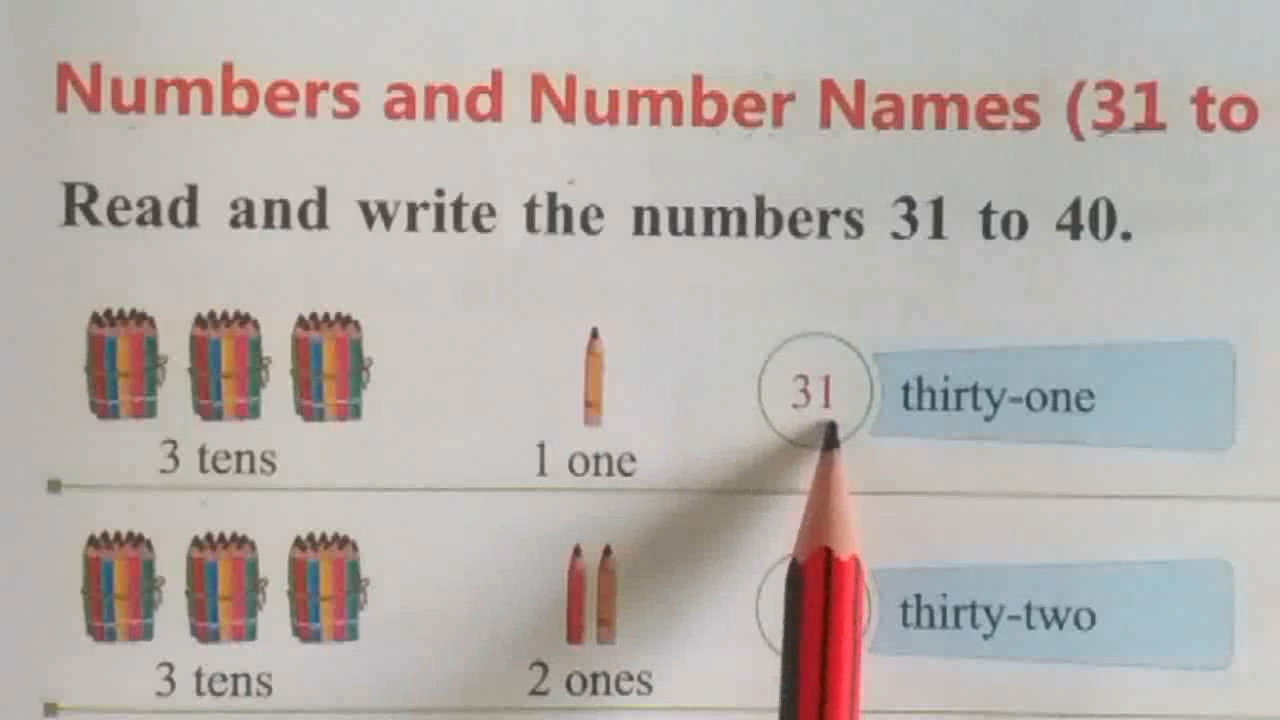 Numbers and Number Names (31 to
Read and write the numbers 31 to 40.
31 thirty-one
3 tens 1 one
thirty-two
3 tens 2 ones